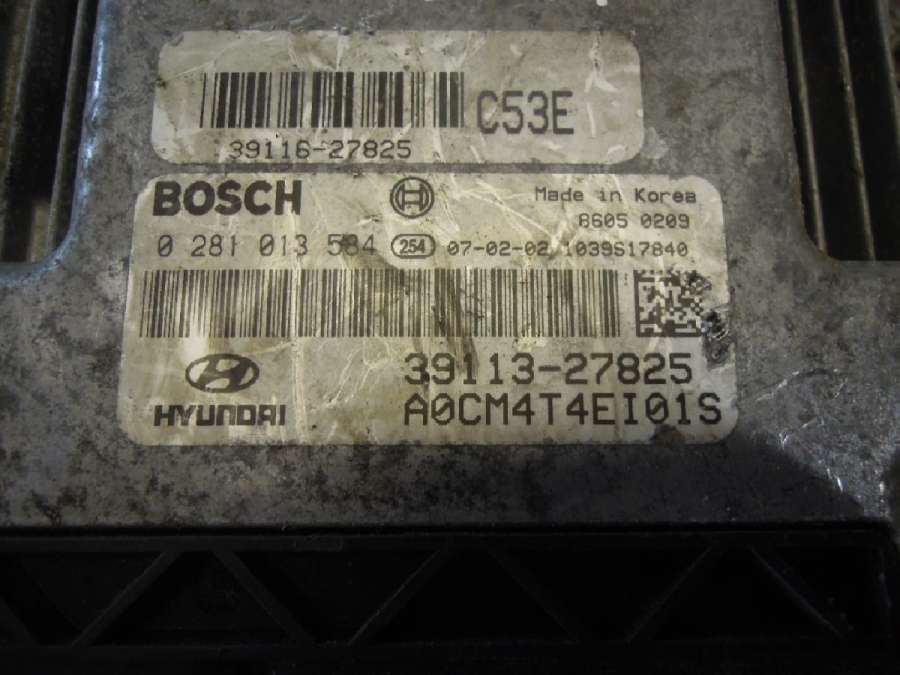 C53E
39116-27825
BOSCH
Made in Korea
8605 0209
0 281 013 534 254 07-02-02 1039S17840
39113-27825
HYUNDAI
A0CM4T4EI01S